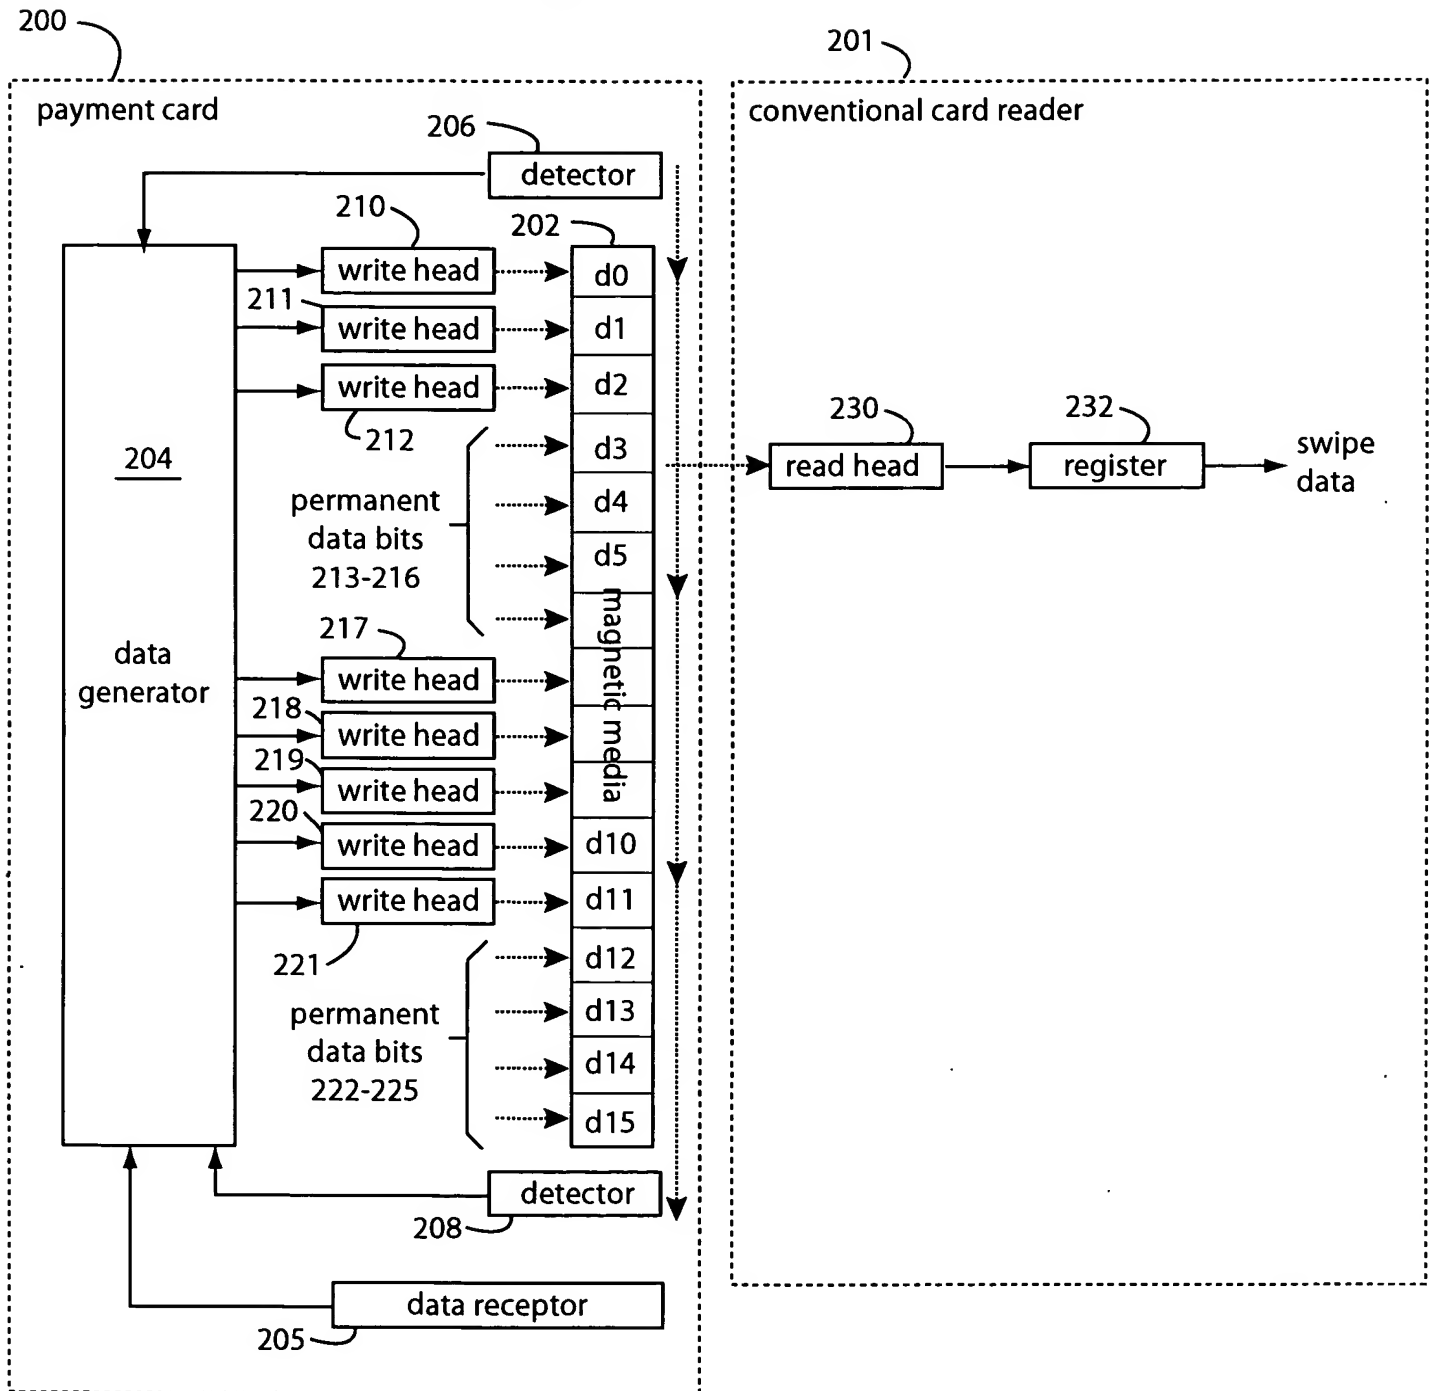 200
201
payment card
conventional card reader
206
detector
210
202
write head
d0
211
write head
d1
write head
d2
212
230
232
d3
204
read head
register
swipe
data
permanent
data bits
213-216
d4
d5
magnetic media
217
data
generator
write head
218
write head
219
write head
220
write head
d10
write head
d11
221
d12
permanent
data bits
222-225
d13
d14
d15
detector
208
data receptor
205